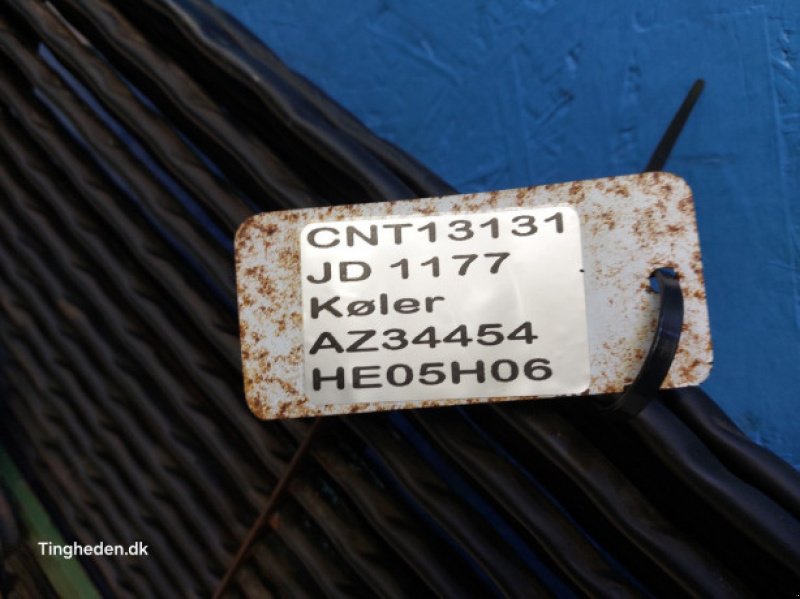 CNT13131
JD 1177
Køler
AZ34454
HE05H06
Tingheden.dk